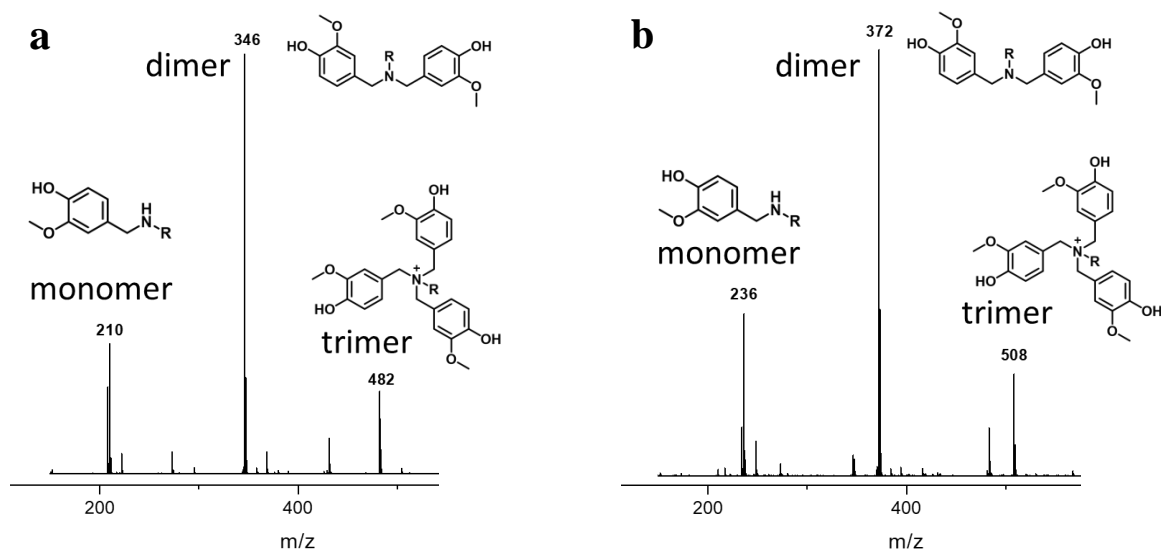 a
346
dimer
O
HO
R
N
OH
O
HO
O
H
N
R
monomer
210
OH
O
O
N
+
R
HO
OH
O
trimer
482
200
400
m/z
b
372
dimer
O
HO
R
N
OH
O
HO
O
H
N
R
monomer
236
OH
O
O
N
+
R
HO
OH
O
trimer
508
200
400
m/z